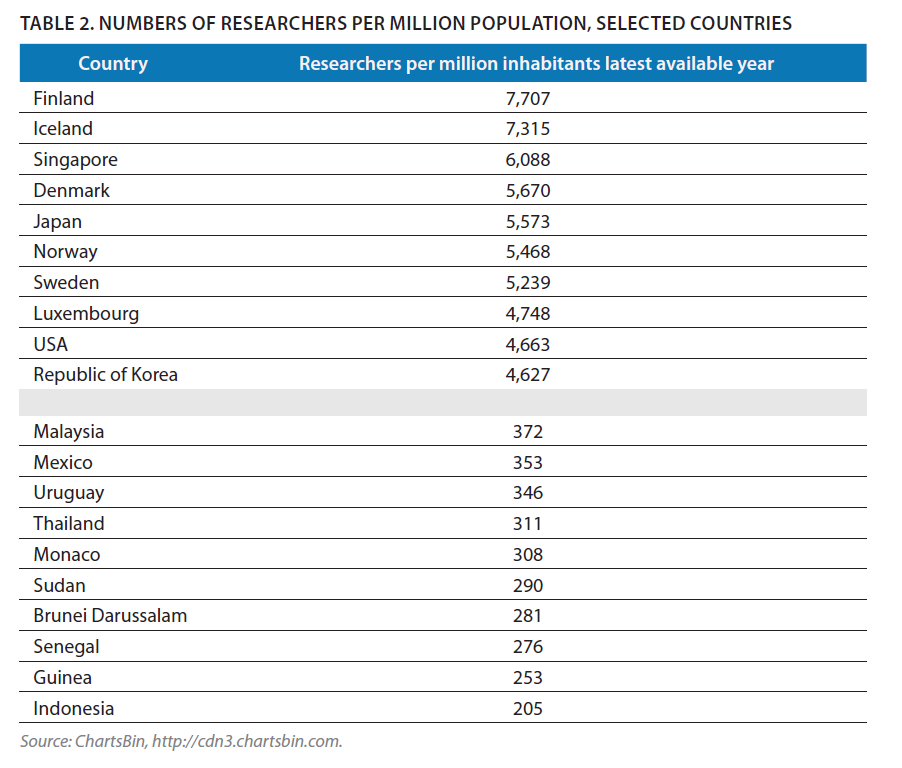 TABLE 2. NUMBERS OF RESEARCHERS PER MILLION POPULATION, SELECTED COUNTRIES
Country Researchers per million inhabitants latest available year
Finland 7,707
Iceland 7,315
Singapore 6,088
Denmark 5,670
Japan 5,573
Norway 5,468
Sweden 5,239
Luxembourg 4,748
USA 4,663
Republic of Korea 4,627
Malaysia 372
Mexico 353
Uruguay 346
Thailand 311
Monaco 308
Sudan 290
Brunei Darussalam 281
Senegal 276
Guinea 253
Indonesia 205
Source: ChartsBin, http://cdn3.chartsbin.com.